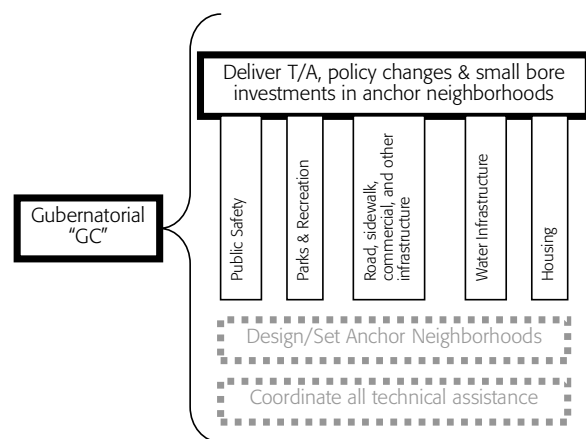 Deliver T/A, policy changes & small bore
investments in anchor neighborhoods
Gubernatorial
"GC"
Public Safety
Parks & Recreation
Road, sidewalk,
commercial, and other
infrastructure
Water Infrastructure
Housing
Design/Set Anchor Neighborhoods
Coordinate all technical assistance